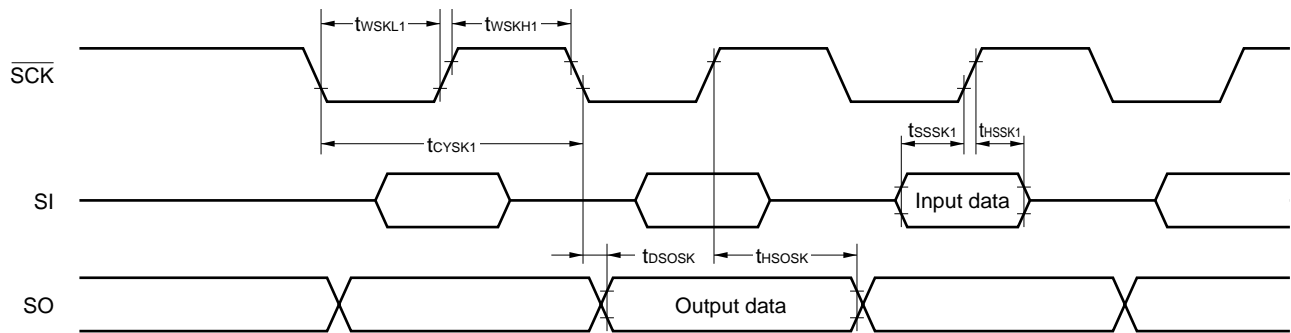 tWSKL1 tWSKH1
SCK
tCYSK1
tSSSK1 tHSSK1
SI
Input data
tDSOSK tHSOSK
SO
Output data